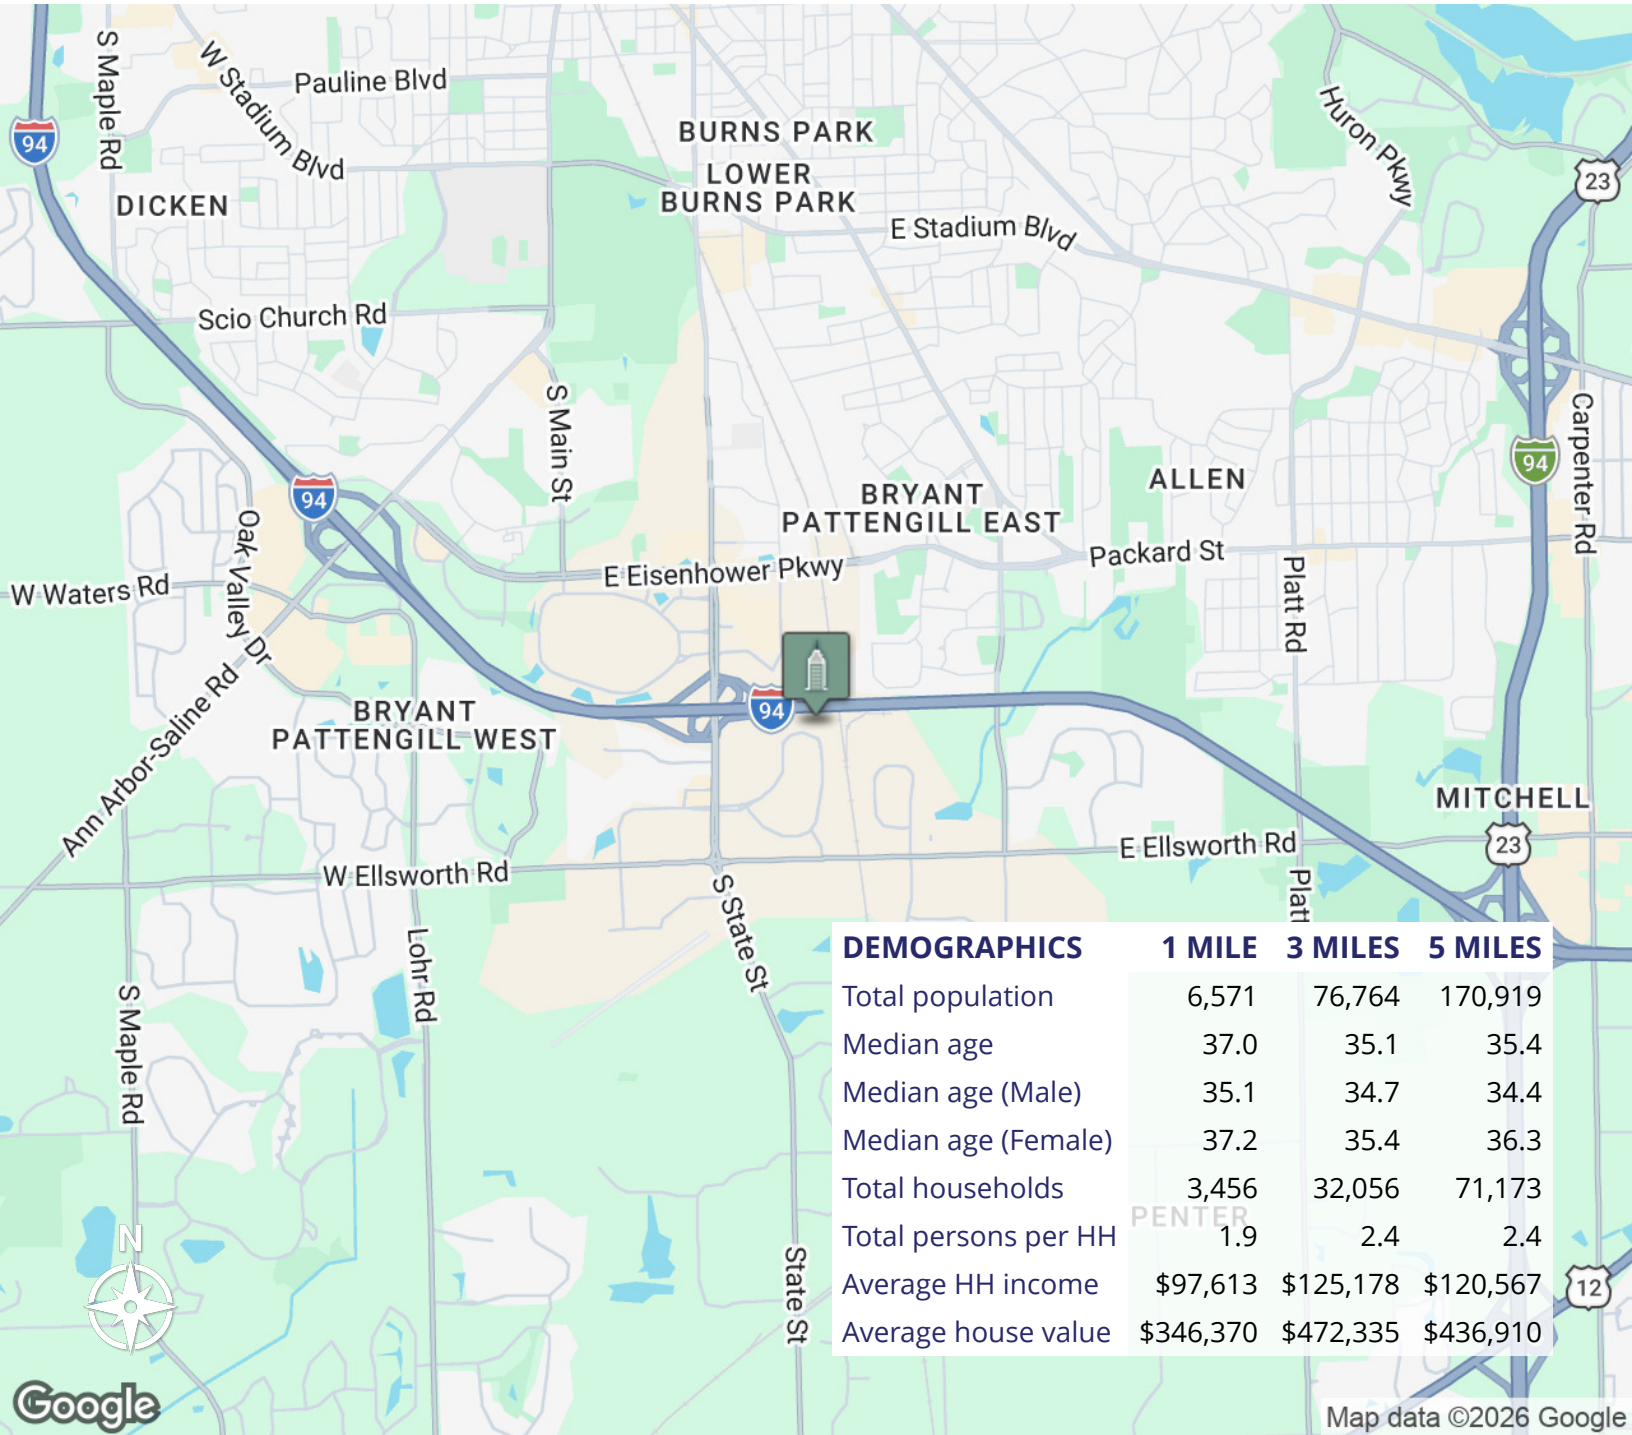 S Maple Rd
W Stadium Blvd
Pauline Blvd
BURNS PARK
LOWER
BURNS PARK
Huron Pkwy
94
23
DICKEN
E Stadium Blvd
Scio Church Rd
S Main St
Carpenter Rd
94
94
ALLEN
BRYANT
PATTENGILL EAST
Oak Valley Dr
Packard St
E Eisenhower Pkwy
Platt Rd
W Waters Rd
94
BRYANT
PATTENGILL WEST
Ann Arbor-Saline Rd
MITCHELL
23
E Ellsworth Rd
W Ellsworth Rd
S State St
Platt
Lohr Rd
S Maple Rd
DEMOGRAPHICS 1 MILE 3 MILES 5 MILES
Total population 6,571 76,764 170,919
Median age 37.0 35.1 35.4
Median age (Male) 35.1 34.7 34.4
Median age (Female) 37.2 35.4 36.3
Total households 3,456 32,056 71,173
PENTER
Total persons per HH 1.9 2.4 2.4
Average HH income $97,613 $125,178 $120,567
Average house value $346,370 $472,335 $436,910
N
State St
12
Google
Map data ©2026 Google